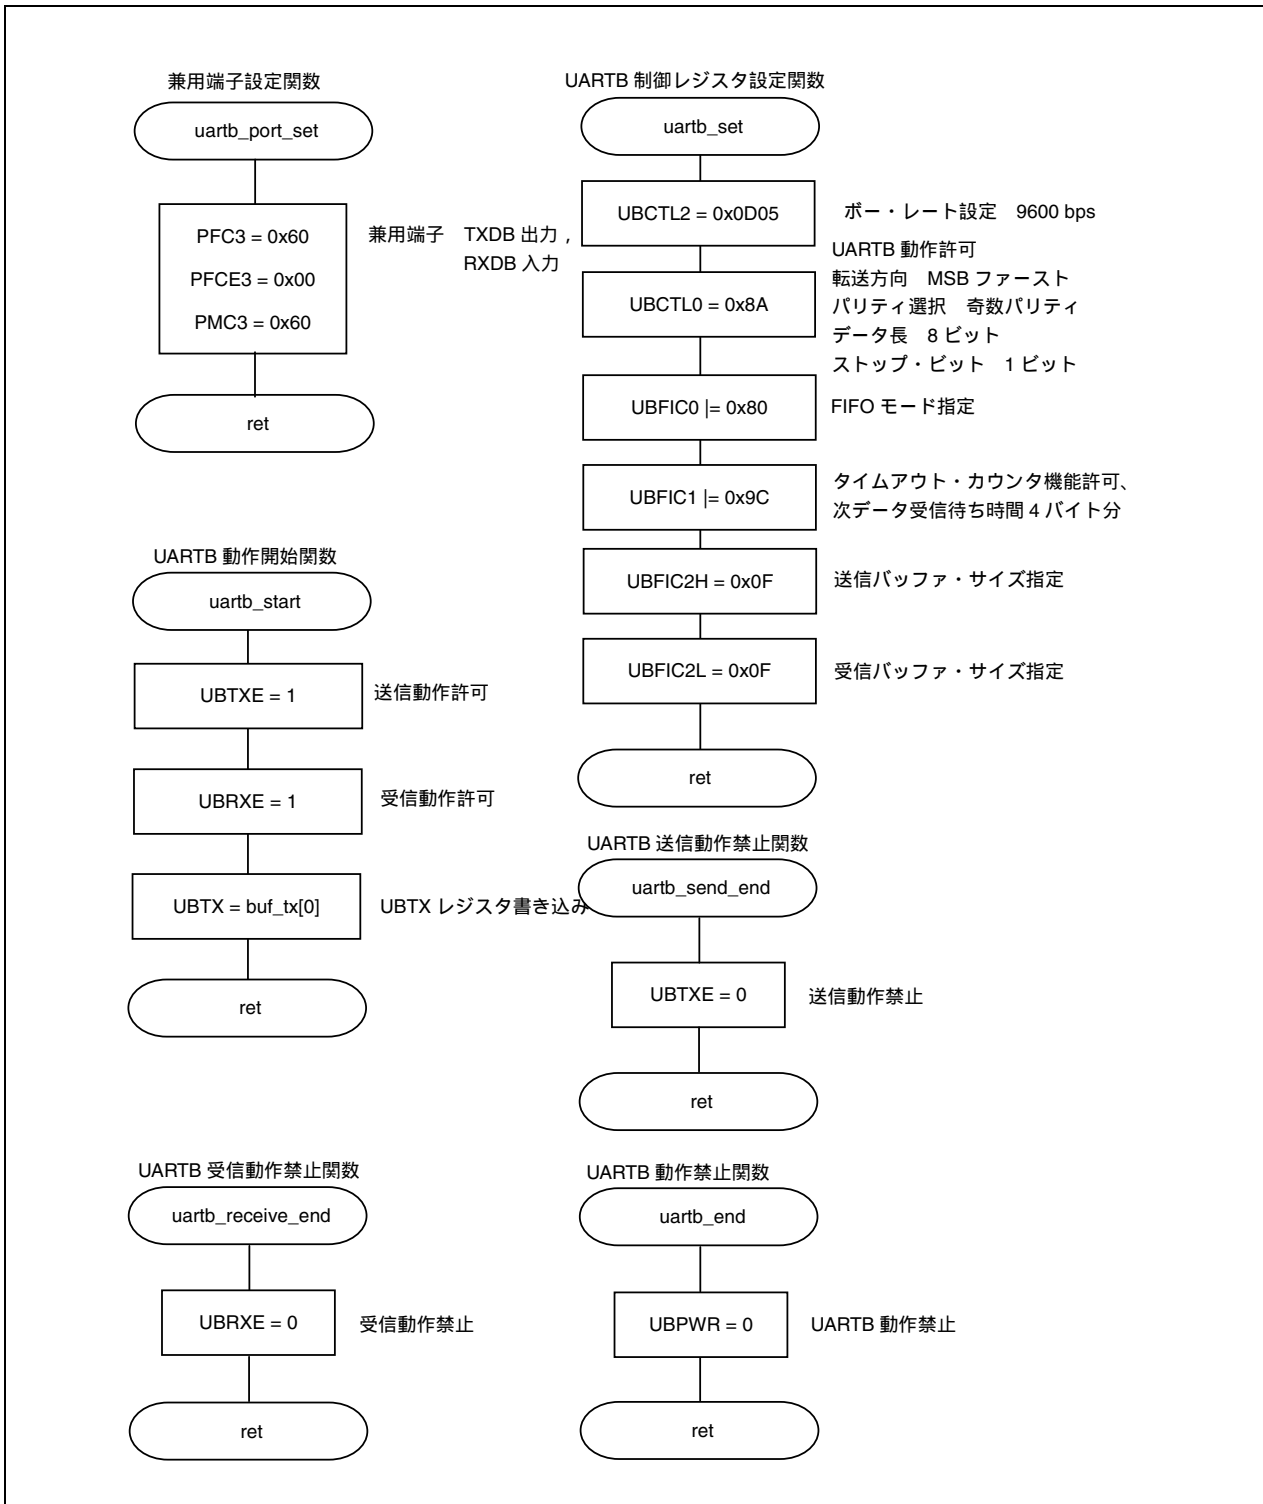 兼用端子設定関数
uartb_port_set
PFC3 = 0x60
PFCE3 = 0x00
PMC3 = 0x60
兼用端子 TXDB 出力，
RXDB 入力
ret
UARTB 制御レジスタ設定関数
uartb_set
UBCTL2 = 0x0D05
ボー・レート設定 9600 bps
UBCTL0 = 0x8A
UARTB 動作許可
転送方向 MSB ファースト
パリティ選択 奇数パリティ
データ長 8 ビット
ストップ・ビット 1 ビット
UBFIC0 |= 0x80
FIFO モード指定
UBFIC1 |= 0x9C
タイムアウト・カウンタ機能許可、
次データ受信待ち時間 4 バイト分
UBFIC2H = 0x0F
送信バッファ・サイズ指定
UBFIC2L = 0x0F
受信バッファ・サイズ指定
ret
UARTB 動作開始関数
uartb_start
UBTXE = 1
送信動作許可
UBRXE = 1
受信動作許可
UBTX = buf_tx[0]
UBTX レジスタ書き込み
ret
UARTB 送信動作禁止関数
uartb_send_end
UBTXE = 0
送信動作禁止
ret
UARTB 受信動作禁止関数
uartb_receive_end
UBRXE = 0
受信動作禁止
ret
UARTB 動作禁止関数
uartb_end
UBPWR = 0
UARTB 動作禁止
ret